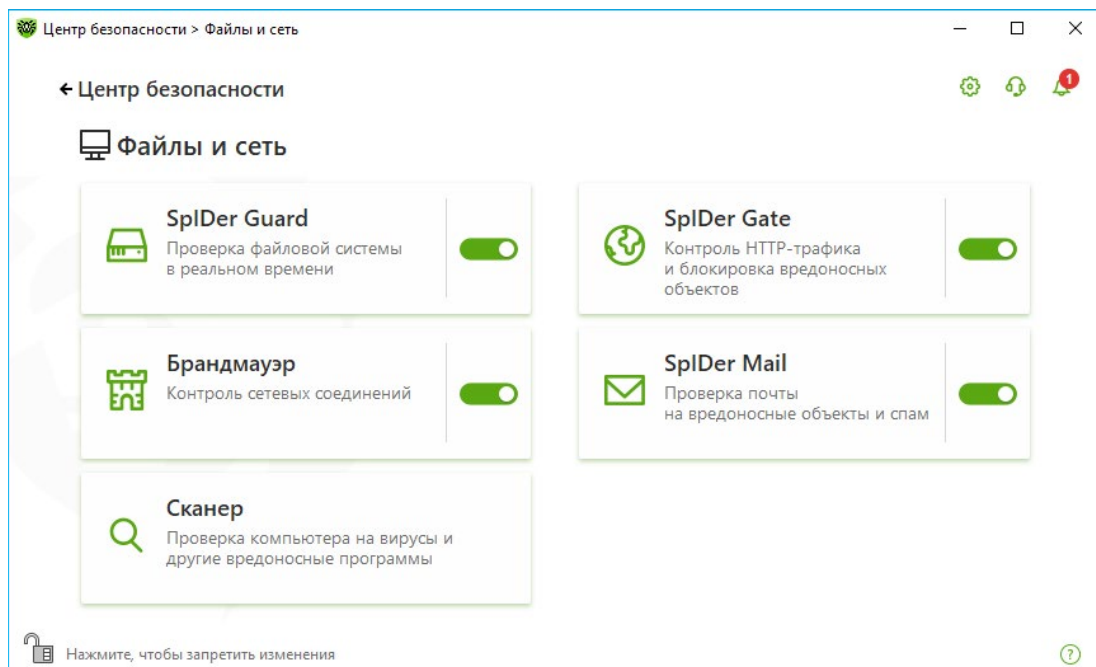 Центр безопасности > Файлы и сеть
Центр безопасности
1
Файлы и сеть
SpIDer Guard
Проверка файловой системы
в реальном времени
SpIDer Gate
Контроль HTTP-трафика
и блокировка вредоносных
объектов
Брандмауэр
Контроль сетевых соединений
SpIDer Mail
Проверка почты
на вредоносные объекты и спам
Сканер
Проверка компьютера на вирусы и
другие вредоносные программы
Нажмите, чтобы запретить изменения
?